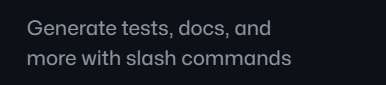 Generate tests, docs, and
more with slash commands